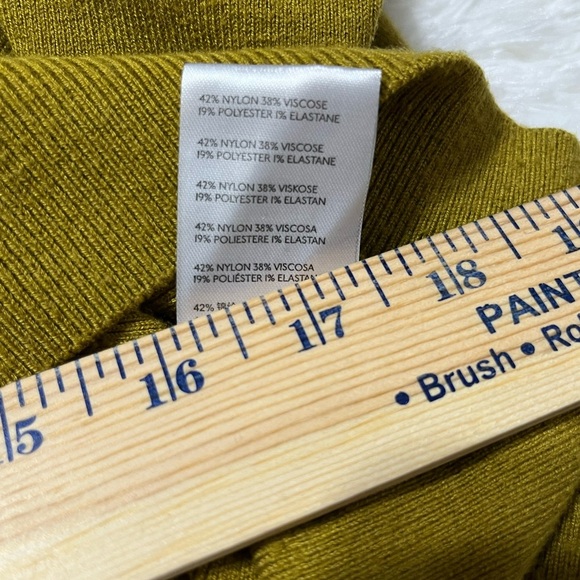 42% NYLON 38% VISCOSE
19% POLYESTER 1% ELASTANE
42% NYLON 38% VISCOSE
19% POLYESTER 1% ELASTANE
42% NYLON 38% VISKOSE
19% POLYESTER 1% ELASTAN
42% NYLON 38% VISCOSA
19% POLIESTERE 1% ELASTAN
42% NYLON 38% VISCOSA
19% POLIÉSTER 1% ELASTAN
42%
15 16 17 18 1
PAINT
• Brush • Ro